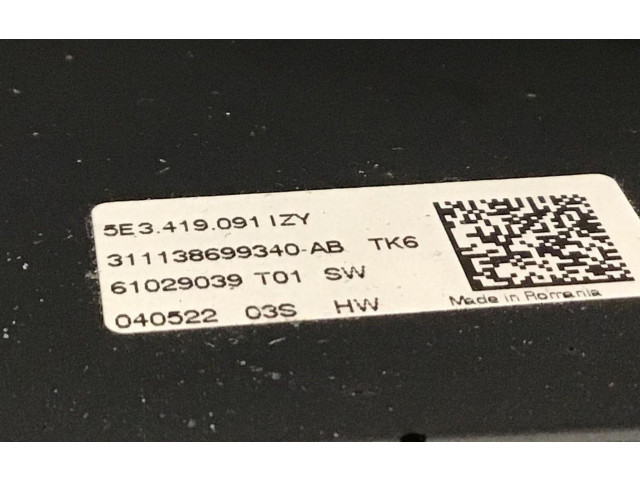 5E3.419.091 IZY
311138699340-AB TK6
61029039 T01 SW
040522 03S HW
Made in Romania